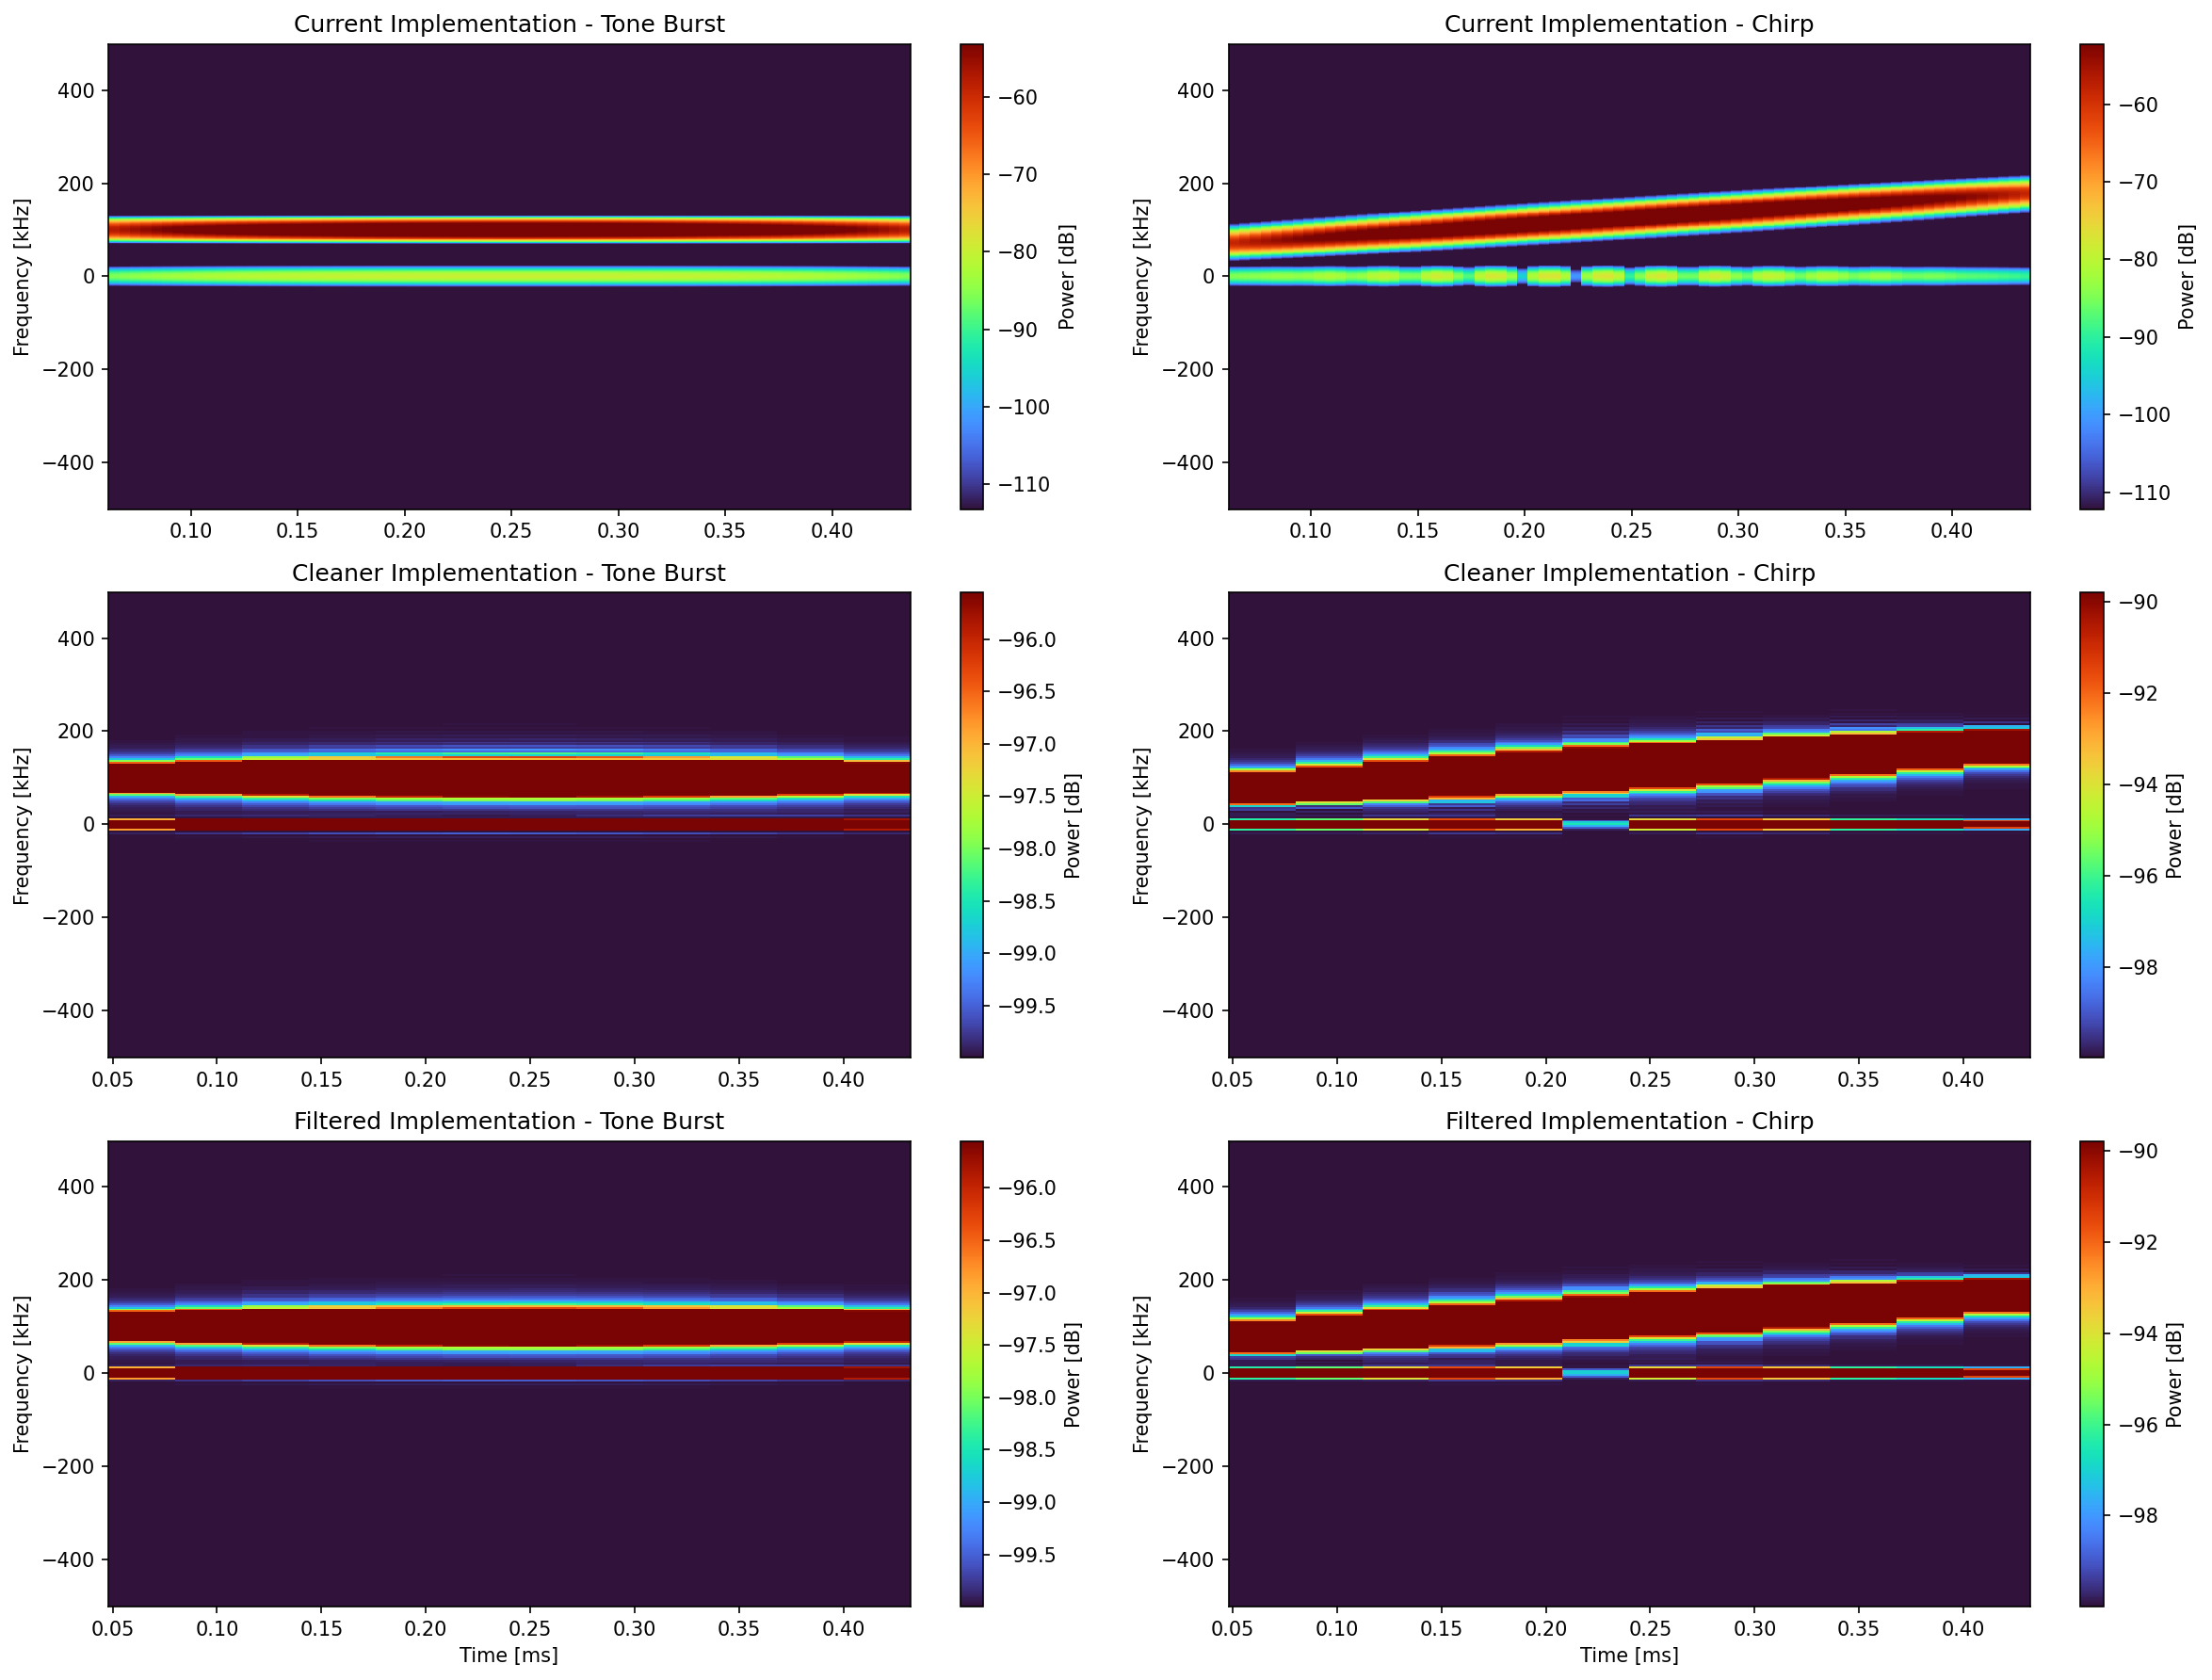 Current Implementation - Tone Burst
Frequency [kHz]
400
200
0
−200
−400
0.10 0.15 0.20 0.25 0.30 0.35 0.40
−60
−70
−80
−90
−100
−110
Power [dB]
Current Implementation - Chirp
Frequency [kHz]
400
200
0
−200
−400
0.10 0.15 0.20 0.25 0.30 0.35 0.40
−60
−70
−80
−90
−100
−110
Power [dB]
Cleaner Implementation - Tone Burst
Frequency [kHz]
400
200
0
−200
−400
0.05 0.10 0.15 0.20 0.25 0.30 0.35 0.40
−96.0
−96.5
−97.0
−97.5
−98.0
−98.5
−99.0
−99.5
Power [dB]
Cleaner Implementation - Chirp
Frequency [kHz]
400
200
0
−200
−400
0.05 0.10 0.15 0.20 0.25 0.30 0.35 0.40
−90
−92
−94
−96
−98
Power [dB]
Filtered Implementation - Tone Burst
Frequency [kHz]
400
200
0
−200
−400
0.05 0.10 0.15 0.20 0.25 0.30 0.35 0.40
Time [ms]
−96.0
−96.5
−97.0
−97.5
−98.0
−98.5
−99.0
−99.5
Power [dB]
Filtered Implementation - Chirp
Frequency [kHz]
400
200
0
−200
−400
0.05 0.10 0.15 0.20 0.25 0.30 0.35 0.40
Time [ms]
−90
−92
−94
−96
−98
Power [dB]